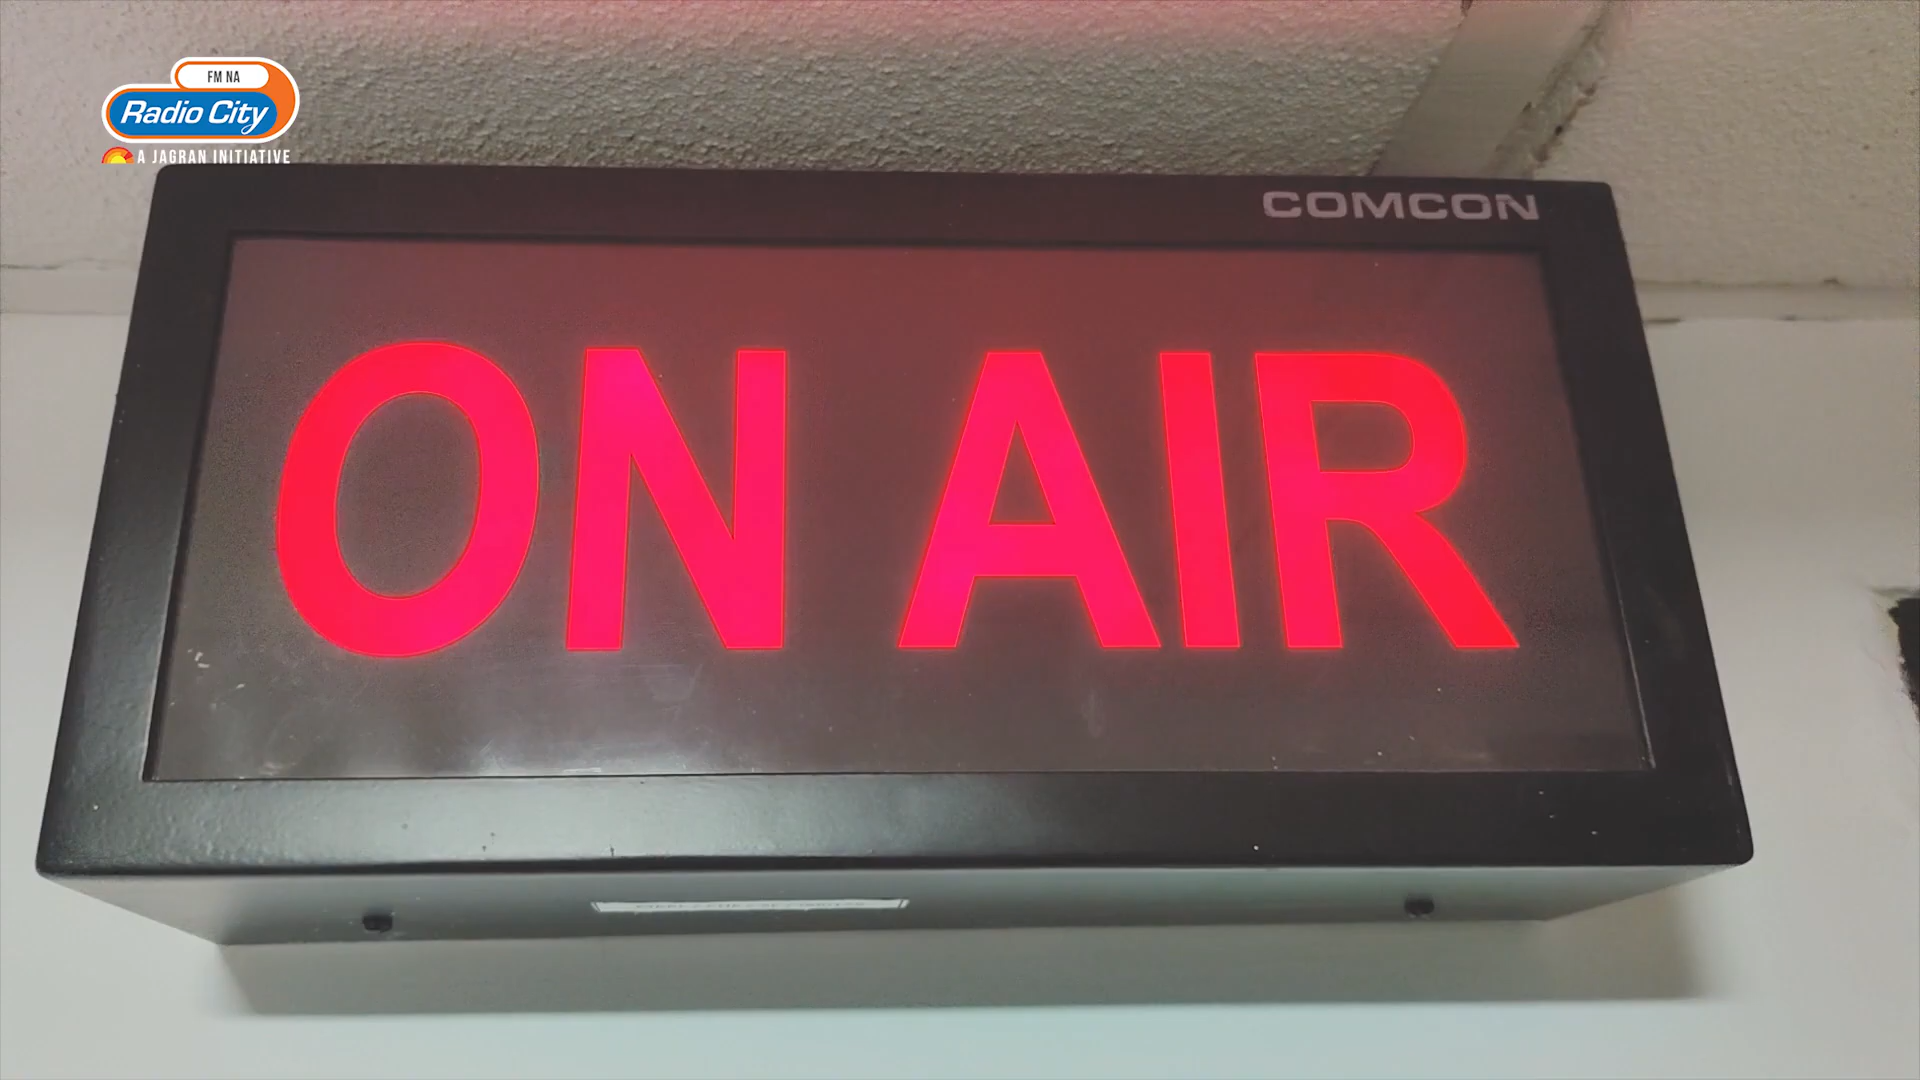 FM NA
Radio City
A JAGRAN INITIATIVE
COMCON
ON AIR